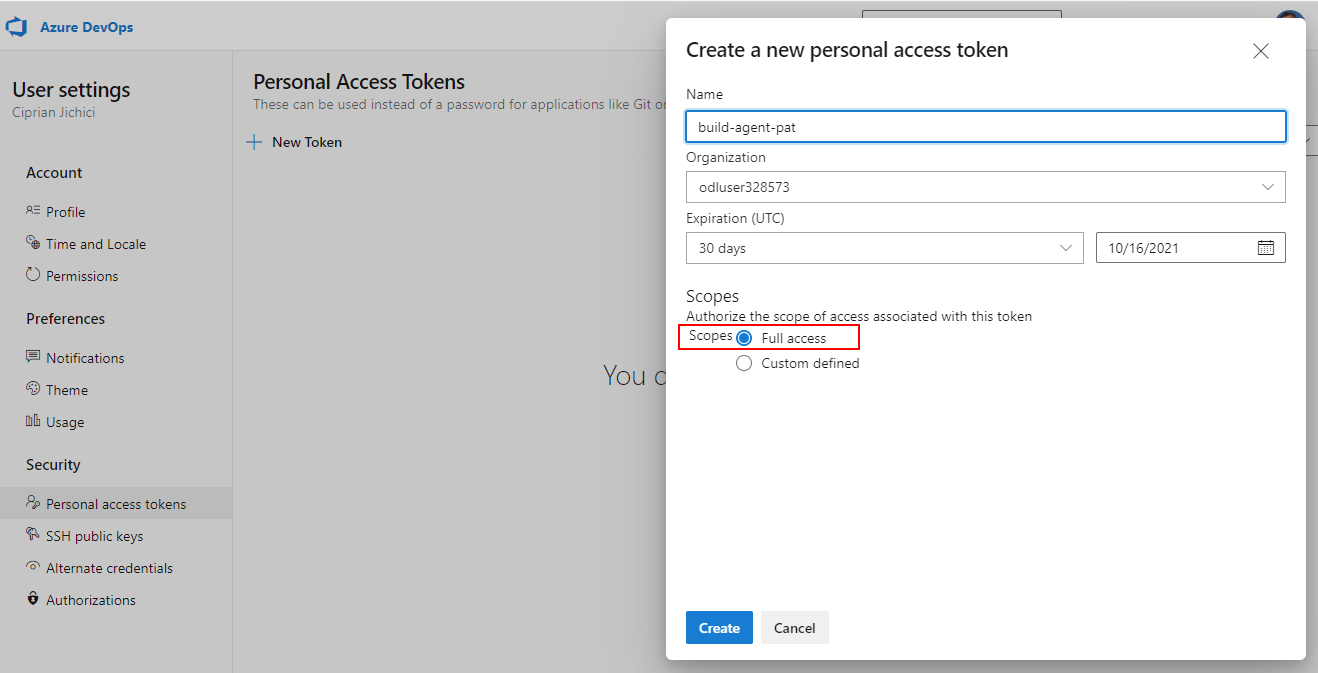 Azure DevOps
User settings
Ciprian Jichici
Account
Profile
Time and Locale
Permissions
Preferences
Notifications
Theme
Usage
Security
Personal access tokens
SSH public keys
Alternate credentials
Authorizations
Personal Access Tokens
These can be used instead of a password for applications like Git or
New Token
You
Create a new personal access token
Name
build-agent-pat
Organization
odluser328573
Expiration (UTC)
30 days
10/16/2021
Scopes
Authorize the scope of access associated with this token
Scopes
Full access
Custom defined
Create
Cancel